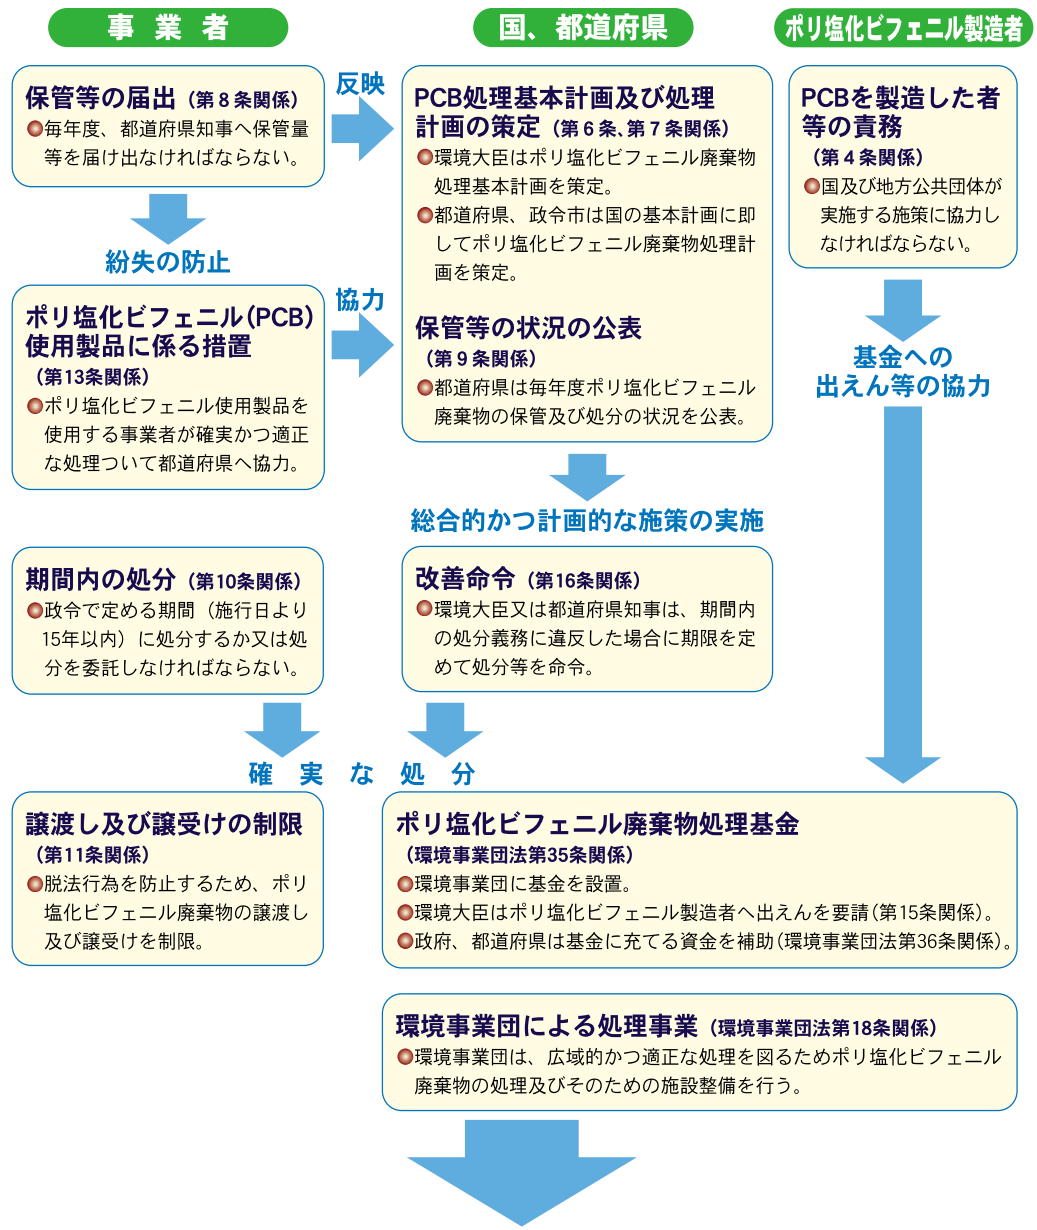 事業者
保管等の届出（第８条関係）
●毎年度、都道府県知事へ保管量
等を届け出なければならない。
紛失の防止
ポリ塩化ビフェニル（PCB）
使用製品に係る措置
（第13条関係）
●ポリ塩化ビフェニル使用製品を
使用する事業者が確実かつ適正
な処理ついて都道府県へ協力。
期間内の処分（第10条関係）
●政令で定める期間（施行日より
15年以内）に処分するか又は処
分を委託しなければならない。
反映
協力
国、都道府県
PCB処理基本計画及び処理
計画の策定（第６条、第７条関係）
●環境大臣はポリ塩化ビフェニル廃棄物
処理基本計画を策定。
●都道府県、政令市は国の基本計画に即
してポリ塩化ビフェニル廃棄物処理計
画を策定。
保管等の状況の公表
（第９条関係）
●都道府県は毎年度ポリ塩化ビフェニル
廃棄物の保管及び処分の状況を公表。
総合的かつ計画的な施策の実施
改善命令（第16条関係）
●環境大臣又は都道府県知事は、期間内
の処分義務に違反した場合に期限を定
めて処分等を命令。
ポリ塩化ビフェニル製造者
PCBを製造した者
等の責務
（第４条関係）
●国及び地方公共団体が
実施する施策に協力し
なければならない。
基金への
出えん等の協力
確実な処分
譲渡し及び譲受けの制限
（第11条関係）
●脱法行為を防止するため、ポリ
塩化ビフェニル廃棄物の譲渡し
及び譲受けを制限。
ポリ塩化ビフェニル廃棄物処理基金
（環境事業団法第35条関係）
●環境事業団に基金を設置。
●環境大臣はポリ塩化ビフェニル製造者へ出えんを要請（第15条関係）。
●政府、都道府県は基金に充てる資金を補助（環境事業団法第36条関係）。
環境事業団による処理事業（環境事業団法第18条関係）
●環境事業団は、広域的かつ適正な処理を図るためポリ塩化ビフェニル
廃棄物の処理及びそのための施設整備を行う。